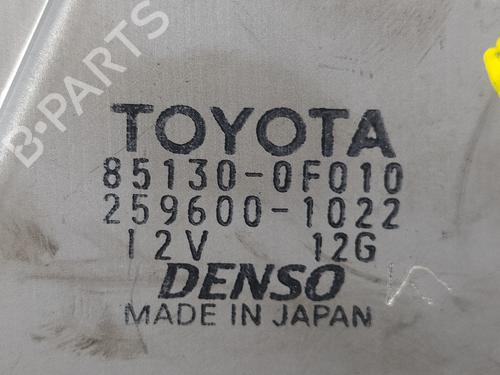 B-PARTS
TOYOTA
85130-0F010
259600-1022
12V 12G
DENSO
MADE IN JAPAN